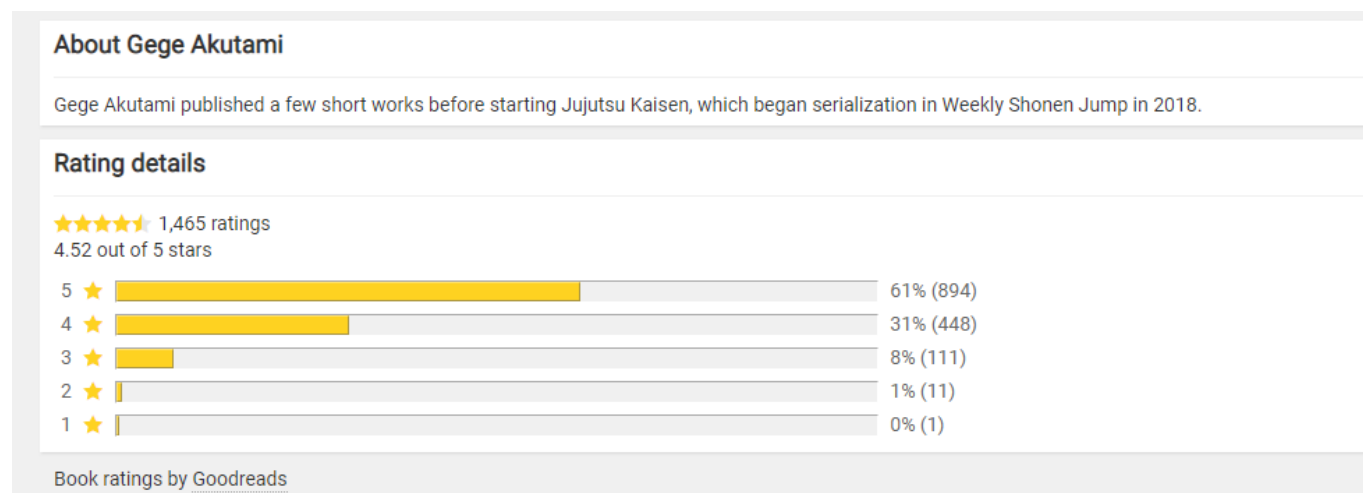 About Gege Akutami
Gege Akutami published a few short works before starting Jujutsu Kaisen, which began serialization in Weekly Shonen Jump in 2018.
Rating details
1,465 ratings
4.52 out of 5 stars
5 61% (894)
4 31% (448)
3 8% (111)
2 1% (11)
1 0% (1)
Book ratings by Goodreads